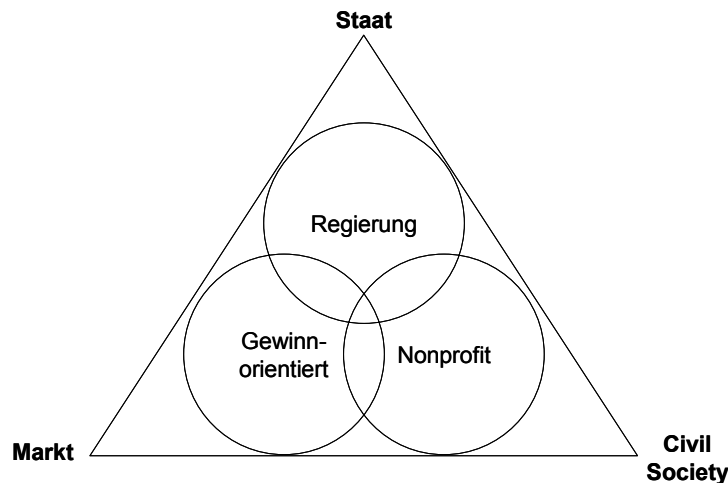 Staat
Regierung
Gewinn-
orientiert
Nonprofit
Markt
Civil
Society